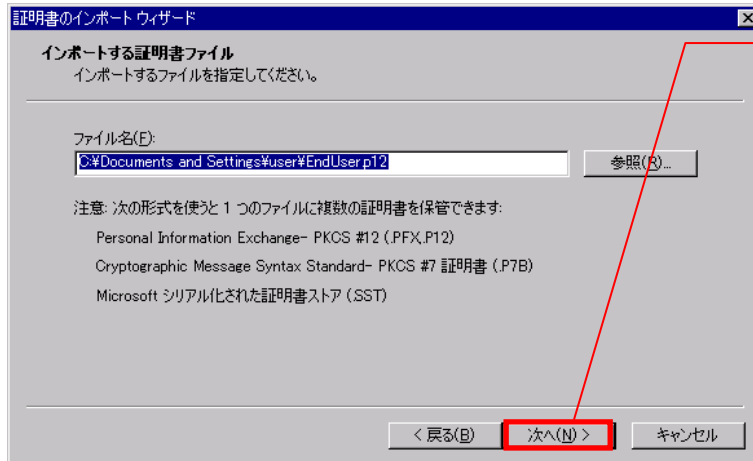 証明書のインポート ウィザード
インポートする証明書ファイル
インポートするファイルを指定してください。
ファイル名(F):
C:¥Documents and Settings¥user¥EndUser.p12
参照(R)...
注意: 次の形式を使うと 1 つのファイルに複数の証明書を保管できます:
Personal Information Exchange- PKCS #12 (.PFX,.P12)
Cryptographic Message Syntax Standard- PKCS #7 証明書 (.P7B)
Microsoft シリアル化された証明書ストア (.SST)
< 戻る(B)
次へ(N) >
キャンセル